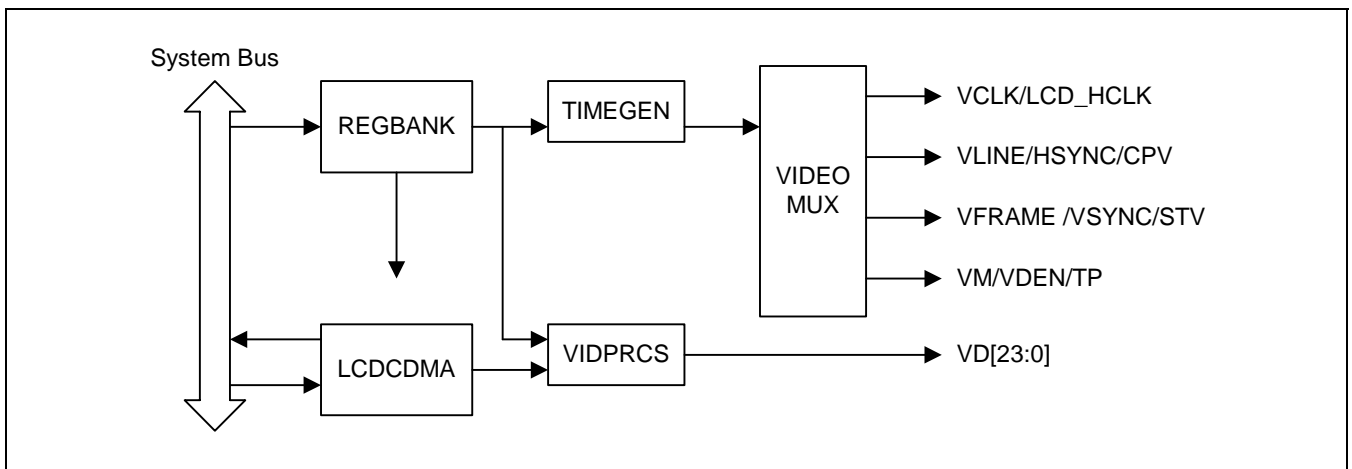 System Bus
REGBANK
TIMEGEN
VIDEO
MUX
VCLK/LCD_HCLK
VLINE/HSYNC/CPV
VFRAME /VSYNC/STV
VM/VDEN/TP
LCDCDMA
VIDPRCS
VD[23:0]